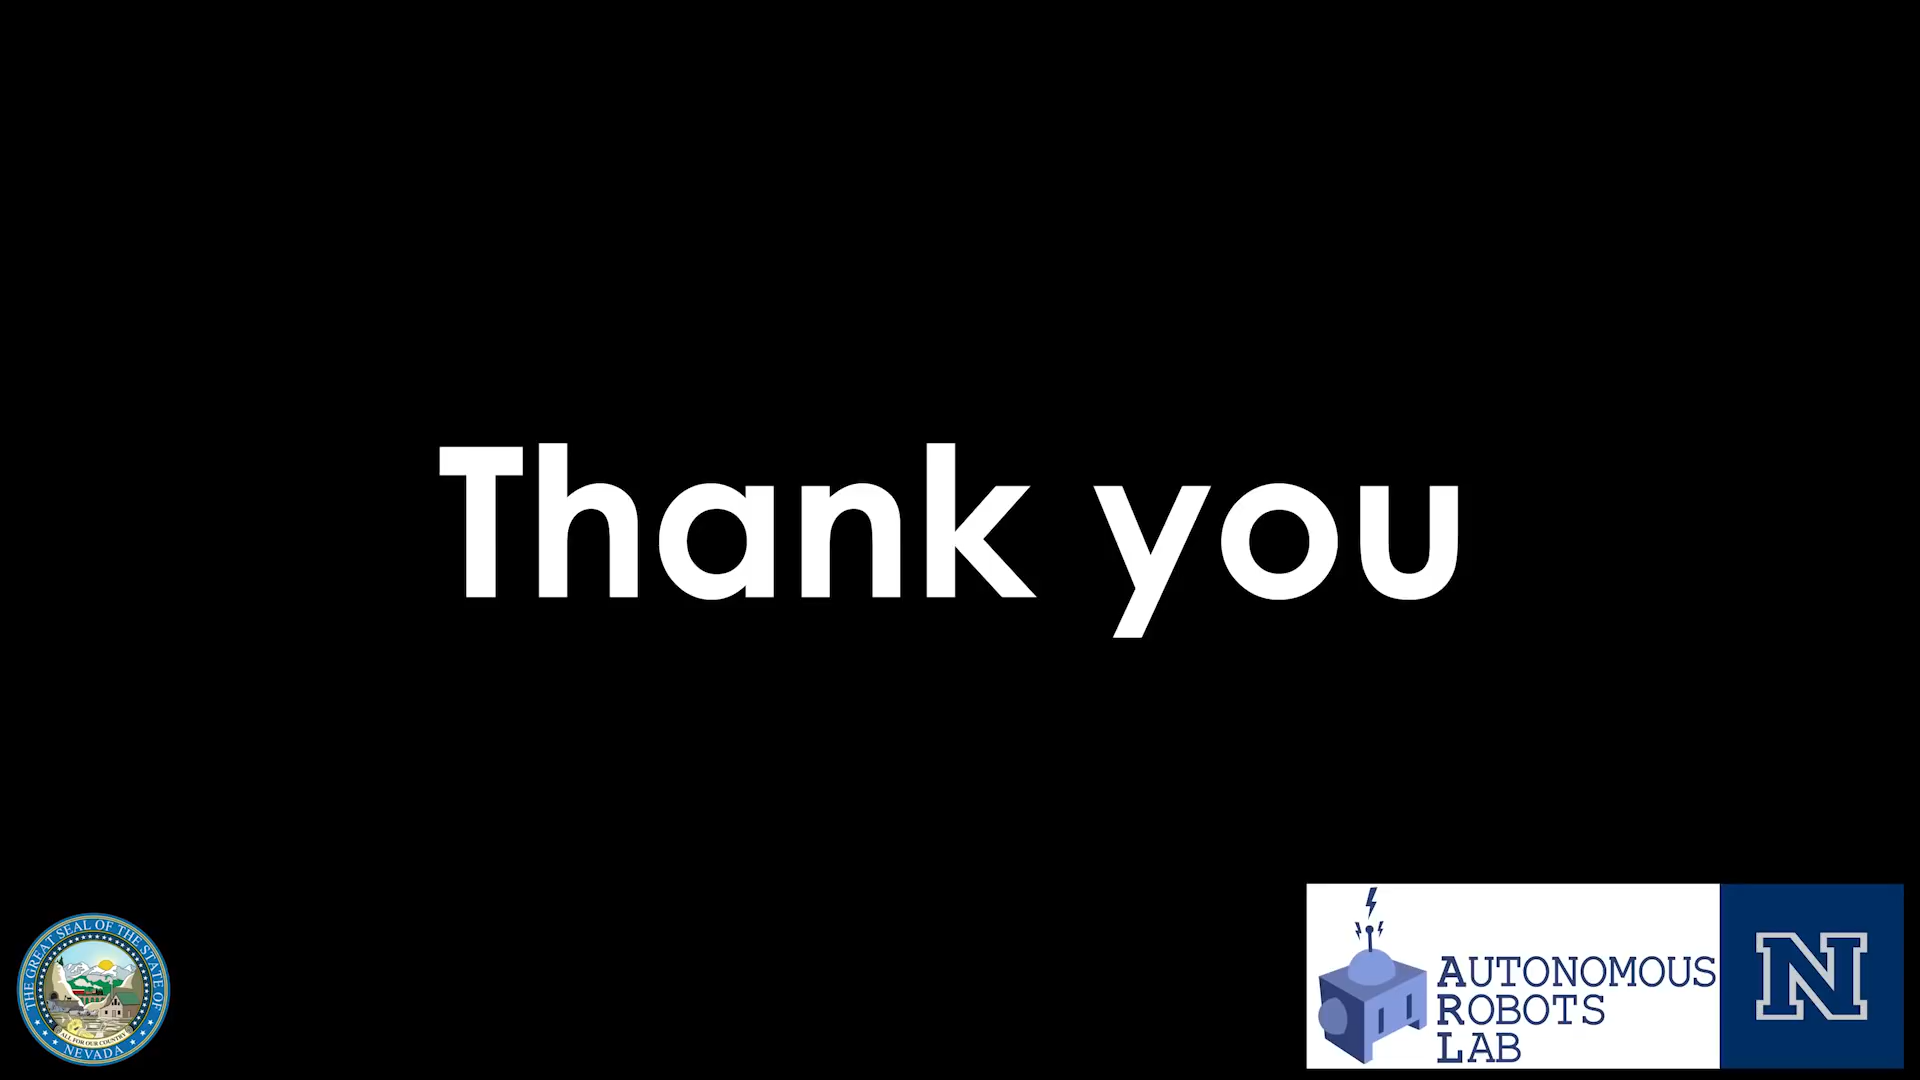 Thank you
THE GREAT SEAL OF THE STATE OF
NEVADA
ALL FOR OUR COUNTRY
AUTONOMOUS
ROBOTS
LAB
N